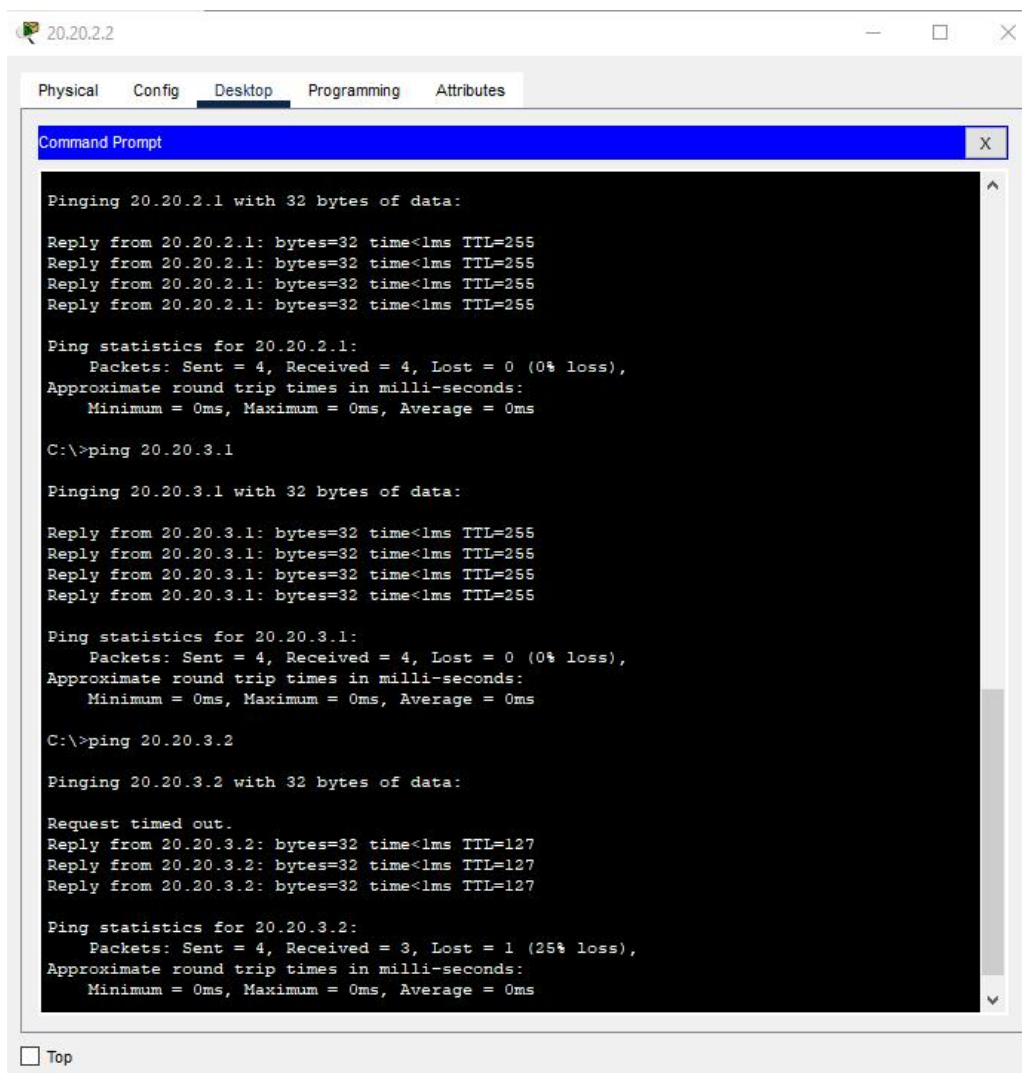 20.20.2.2
Physical Config Desktop Programming Attributes
Command Prompt X
Pinging 20.20.2.1 with 32 bytes of data:
Reply from 20.20.2.1: bytes=32 time<1ms TTL=255
Reply from 20.20.2.1: bytes=32 time<1ms TTL=255
Reply from 20.20.2.1: bytes=32 time<1ms TTL=255
Reply from 20.20.2.1: bytes=32 time<1ms TTL=255
Ping statistics for 20.20.2.1:
    Packets: Sent = 4, Received = 4, Lost = 0 (0% loss),
Approximate round trip times in milli-seconds:
    Minimum = 0ms, Maximum = 0ms, Average = 0ms
C:\>ping 20.20.3.1
Pinging 20.20.3.1 with 32 bytes of data:
Reply from 20.20.3.1: bytes=32 time<1ms TTL=255
Reply from 20.20.3.1: bytes=32 time<1ms TTL=255
Reply from 20.20.3.1: bytes=32 time<1ms TTL=255
Reply from 20.20.3.1: bytes=32 time<1ms TTL=255
Ping statistics for 20.20.3.1:
    Packets: Sent = 4, Received = 4, Lost = 0 (0% loss),
Approximate round trip times in milli-seconds:
    Minimum = 0ms, Maximum = 0ms, Average = 0ms
C:\>ping 20.20.3.2
Pinging 20.20.3.2 with 32 bytes of data:
Request timed out.
Reply from 20.20.3.2: bytes=32 time<1ms TTL=127
Reply from 20.20.3.2: bytes=32 time<1ms TTL=127
Reply from 20.20.3.2: bytes=32 time<1ms TTL=127
Ping statistics for 20.20.3.2:
    Packets: Sent = 4, Received = 3, Lost = 1 (25% loss),
Approximate round trip times in milli-seconds:
    Minimum = 0ms, Maximum = 0ms, Average = 0ms
Top